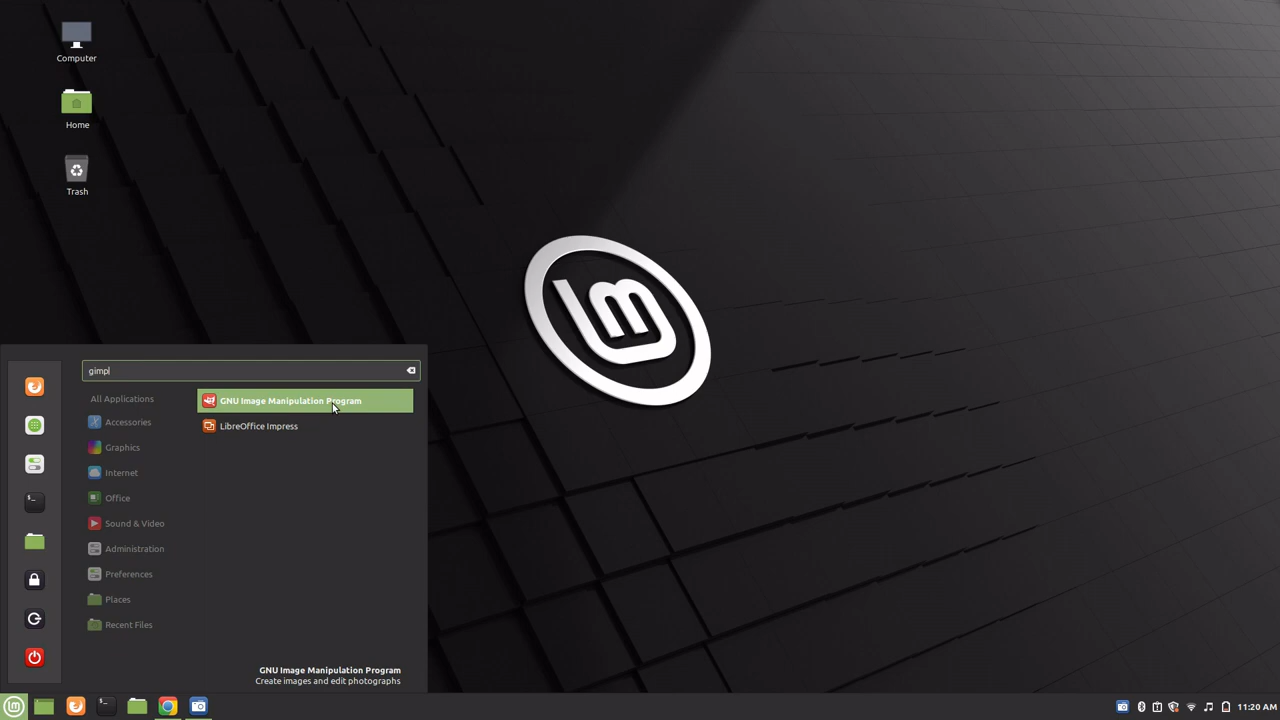 Computer
Home
Trash
gimp
All Applications
Accessories
Graphics
Internet
Office
Sound & Video
Administration
Preferences
Places
Recent Files
GNU Image Manipulation Program
LibreOffice Impress
GNU Image Manipulation Program
Create images and edit photographs
11:20 AM